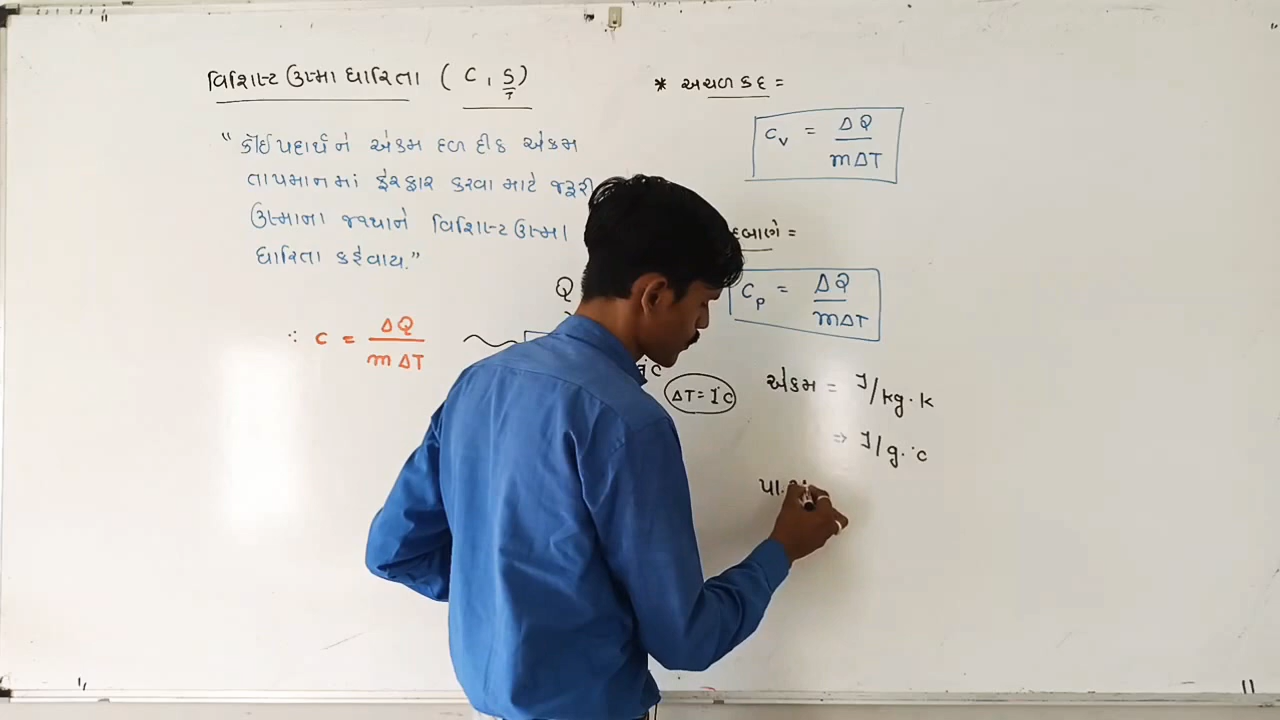 વિશિષ્ટ ઉષ્મા ધારિતા ( C , S/T )
“ કોઈ પદાર્થને એકમ દળ દીઠ એકમ
તાપમાનમાં ફેરફાર કરવા માટે જરૂરી
ઉષ્માના જથ્થાને વિશિષ્ટ ઉષ્મા
ધારિતા કહેવાય.”
∴ C = ΔQ / m ΔT
Q
ΔT = 1°C
* અચળ કદ =
Cv = ΔQ / mΔT
દબાણે =
Cp = ΔQ / mΔT
એકમ = J/kg.k
⇒ J/g.°c
પા.